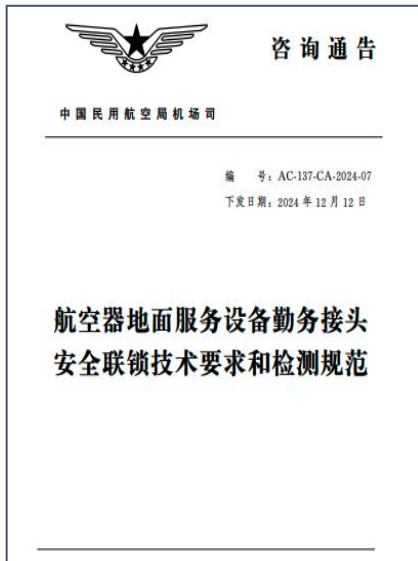 咨询通告
中国民用航空局机场司
编 号：AC-137-CA-2024-07
下发日期：2024年12月12日
航空器地面服务设备勤务接头
安全联锁技术要求和检测规范